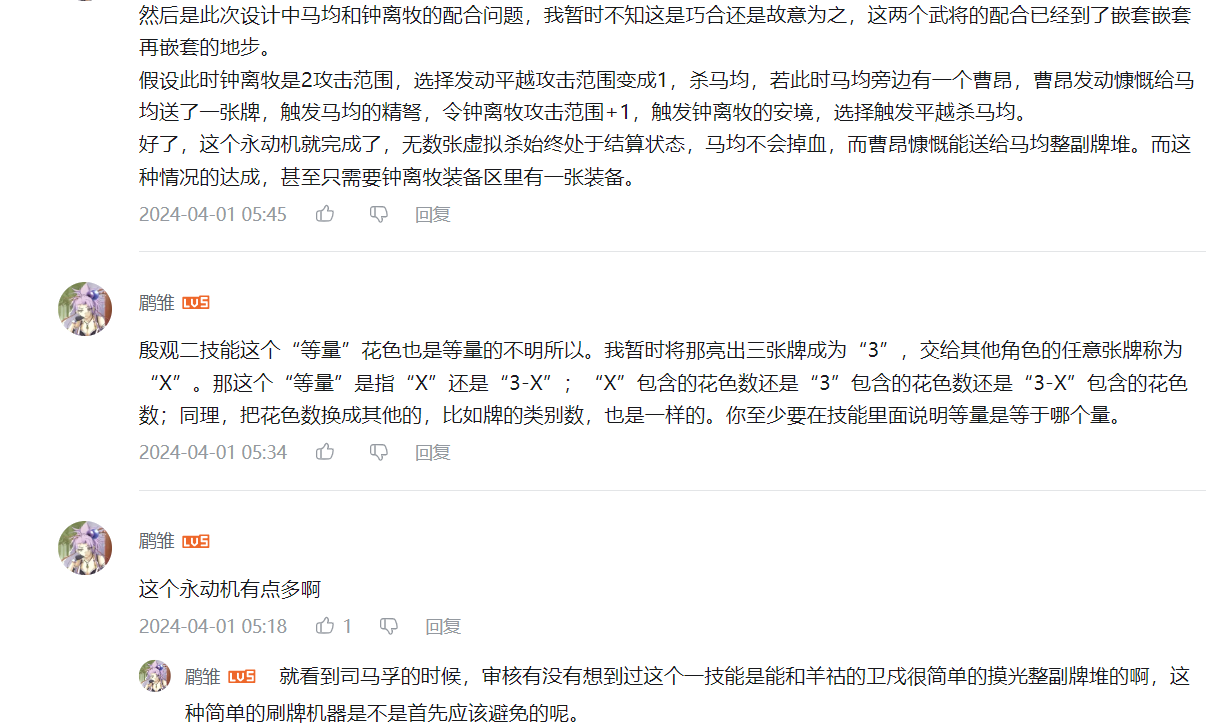 然后是此次设计中马均和钟离牧的配合问题，我暂时不知这是巧合还是故意为之，这两个武将的配合已经到了嵌套嵌套
再嵌套的地步。
假设此时钟离牧是2攻击范围，选择发动平越攻击范围变成1，杀马均，若此时马均旁边有一个曹昂，曹昂发动慷慨给马
均送了一张牌，触发马均的精弩，令钟离牧攻击范围+1，触发钟离牧的安境，选择触发平越杀马均。
好了，这个永动机就完成了，无数张虚拟杀始终处于结算状态，马均不会掉血，而曹昂慷慨能送给马均整副牌堆。而这
种情况的达成，甚至只需要钟离牧装备区里有一张装备。
2024-04-01 05:45 回复
鹛雏 LV5
殷观二技能这个“等量”花色也是等量的不明所以。我暂时将那亮出三张牌成为“3”，交给其他角色的任意张牌称为
“X”。那这个“等量”是指“X”还是“3-X”；“X”包含的花色数还是“3”包含的花色数还是“3-X”包含的花色
数；同理，把花色数换成其他的，比如牌的类别数，也是一样的。你至少要在技能里面说明等量是等于哪个量。
2024-04-01 05:34 回复
鹛雏 LV5
这个永动机有点多啊
2024-04-01 05:18 1 回复
鹛雏 LV5 就看到司马孚的时候，审核有没有想到过这个一技能是能和羊祜的卫戍很简单的摸光整副牌堆的啊，这
种简单的刷牌机器是不是首先应该避免的呢。